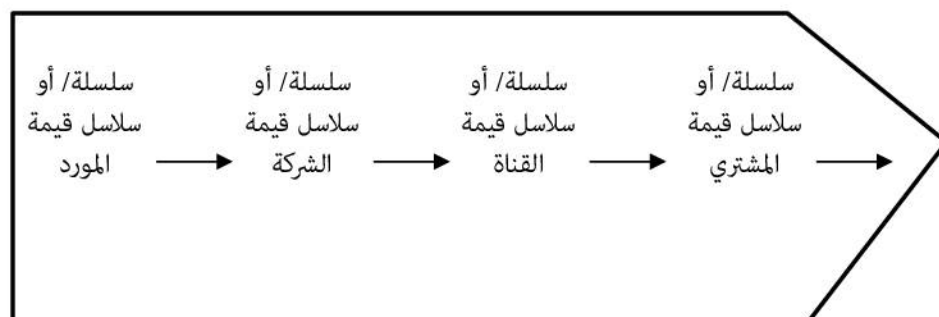 سلسلة/ أو
سلاسل قيمة
المورد
سلسلة/ أو
سلاسل قيمة
الشركة
سلسلة/ أو
سلاسل قيمة
القناة
سلسلة/ أو
سلاسل قيمة
المشتري